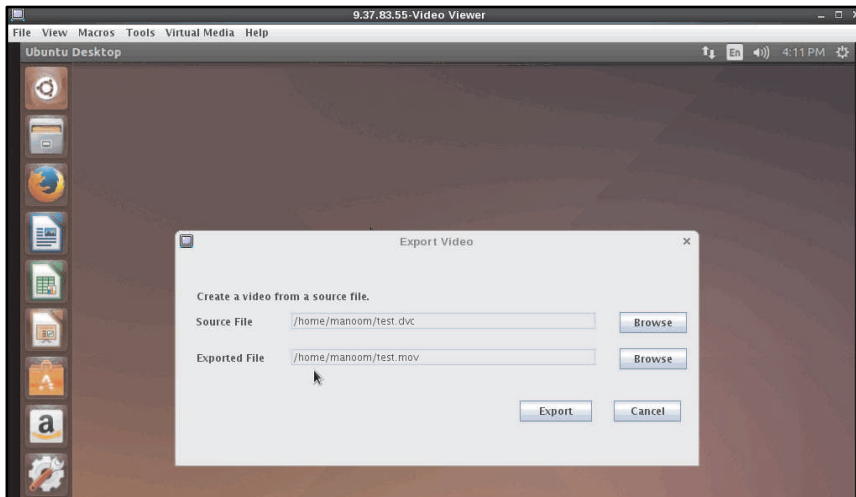 9.37.83.55-Video Viewer
File View Macros Tools Virtual Media Help
Ubuntu Desktop En 4:11 PM
Export Video
Create a video from a source file.
Source File /home/manoom/test.dvc Browse
Exported File /home/manoom/test.mov Browse
Export Cancel
a